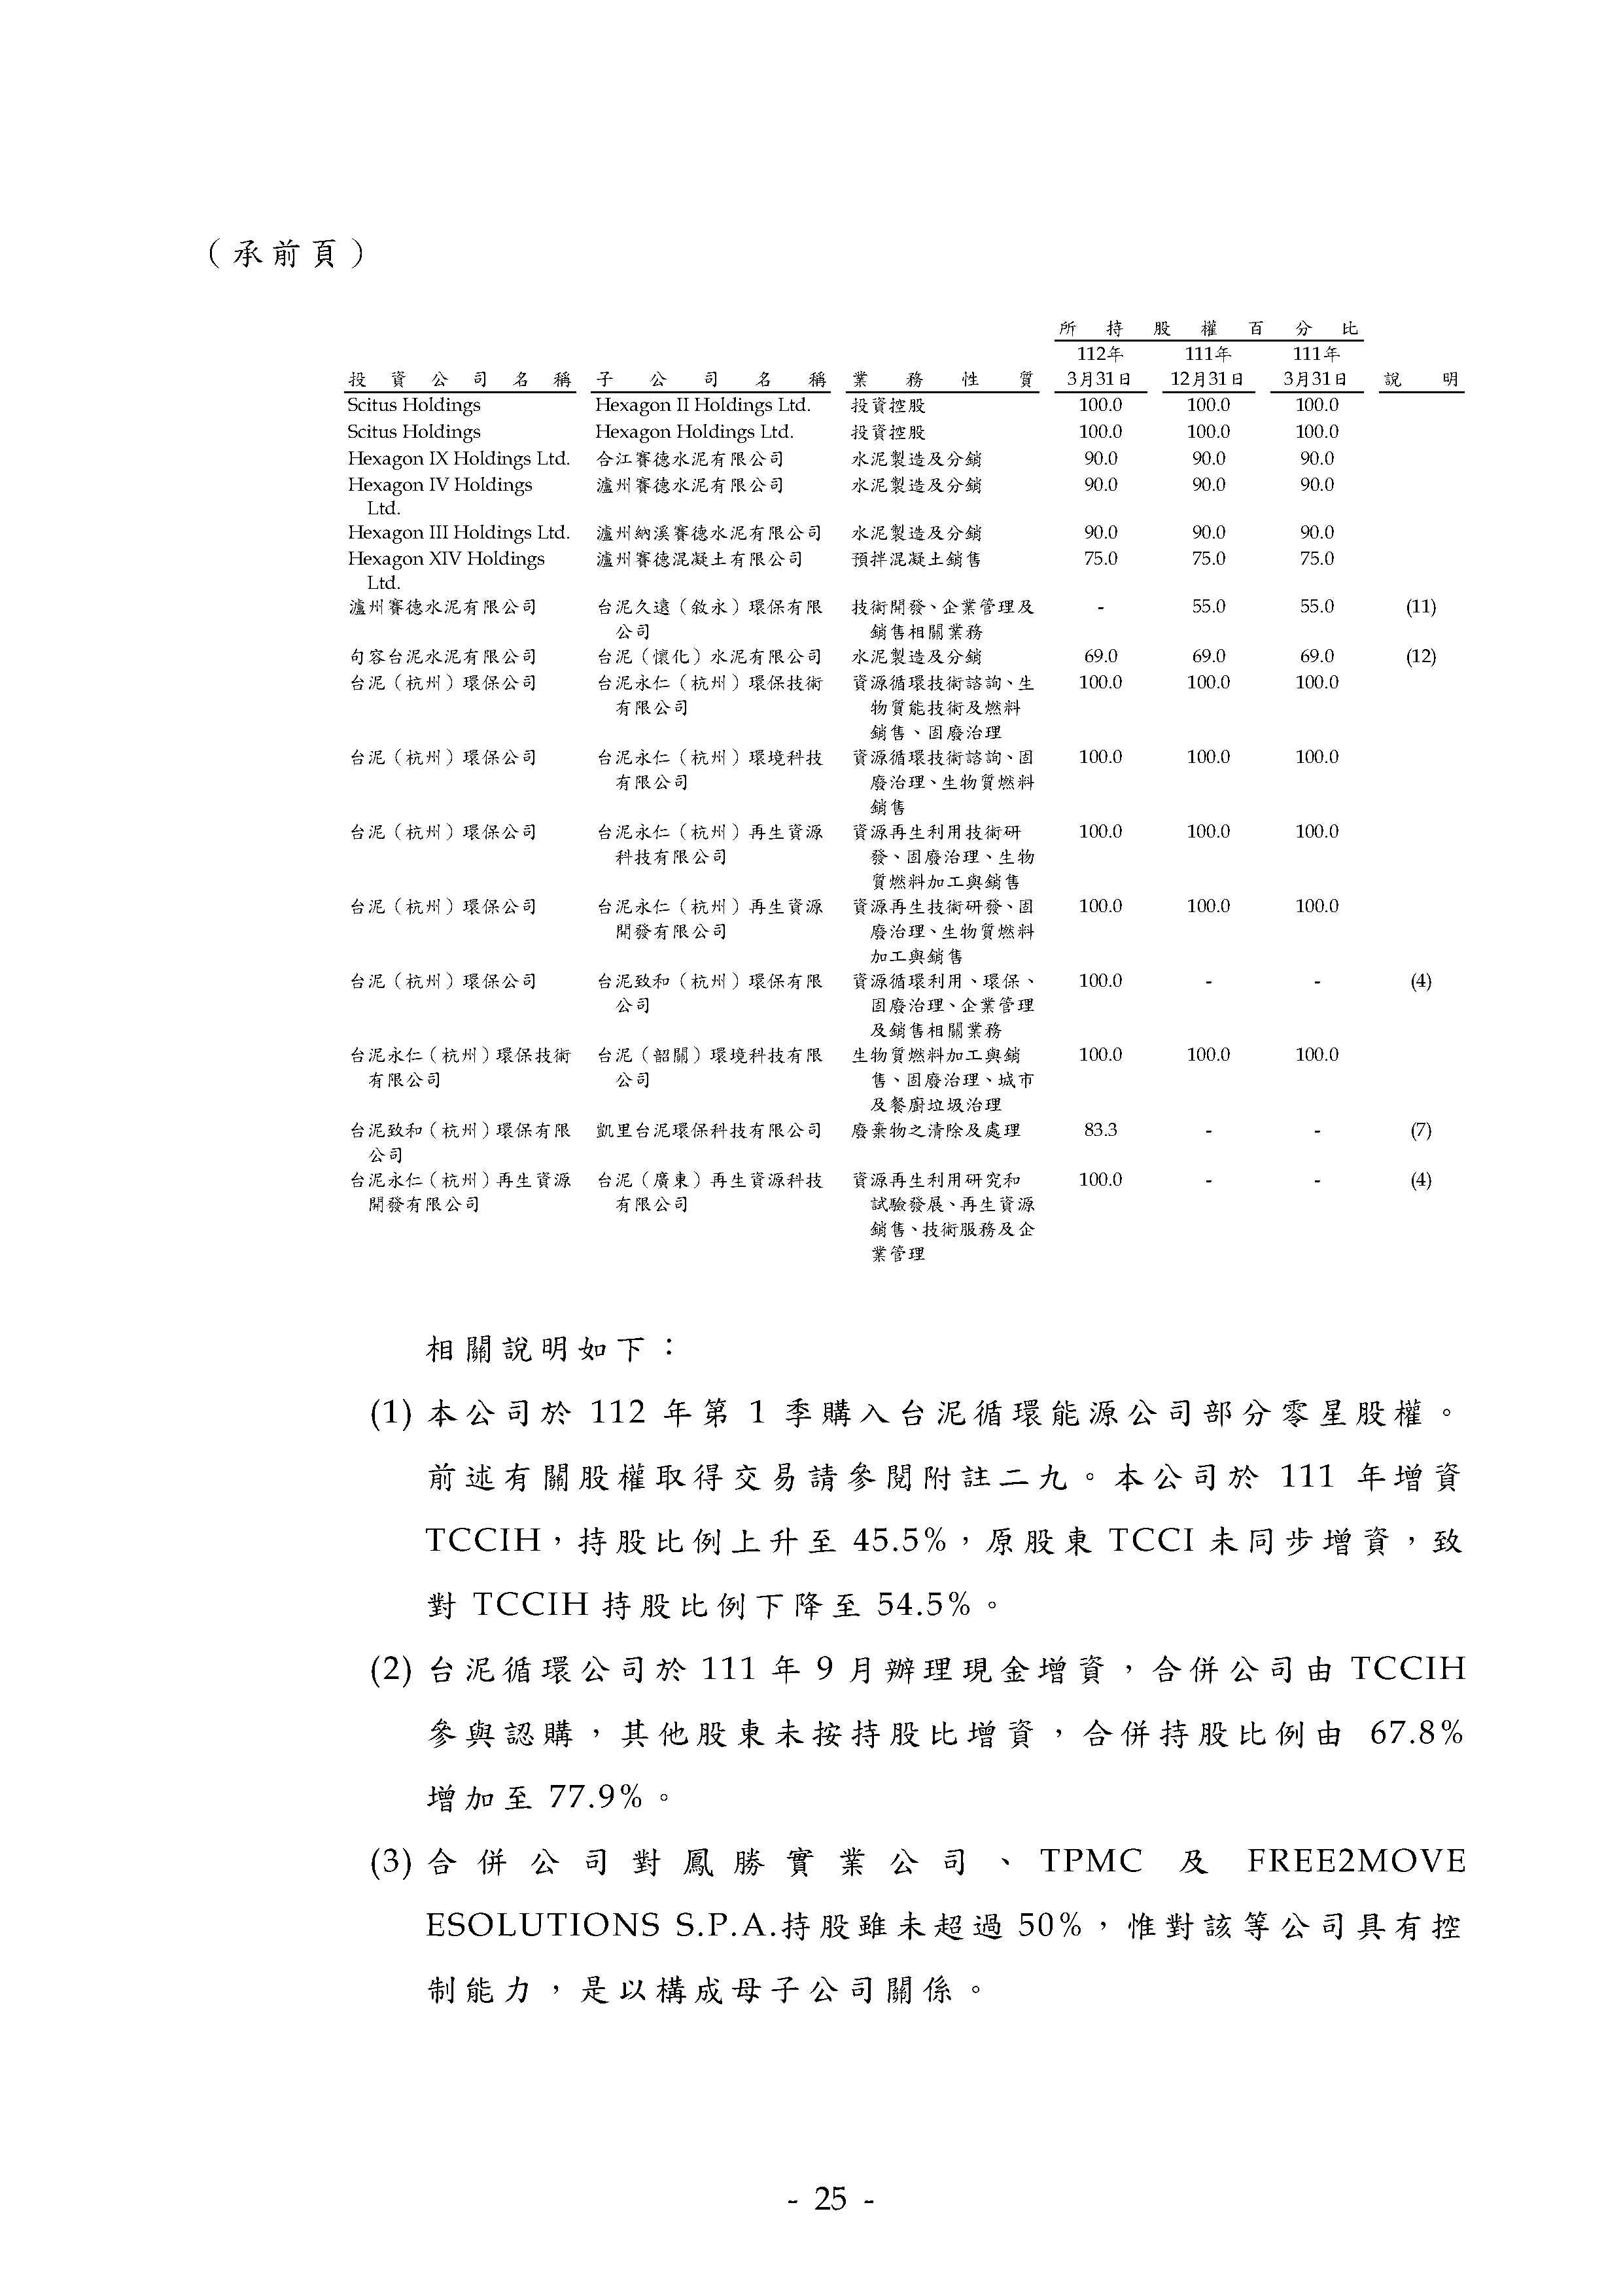 （承前頁）
所持股權百分比
112年 111年 111年
投資公司名稱 子公司名稱 業務性質 3月31日 12月31日 3月31日 說明
Scitus Holdings Hexagon II Holdings Ltd. 投資控股 100.0 100.0 100.0
Scitus Holdings Hexagon Holdings Ltd. 投資控股 100.0 100.0 100.0
Hexagon IX Holdings Ltd. 合江賽德水泥有限公司 水泥製造及分銷 90.0 90.0 90.0
Hexagon IV Holdings 瀘州賽德水泥有限公司 水泥製造及分銷 90.0 90.0 90.0
Ltd.
Hexagon III Holdings Ltd. 瀘州納溪賽德水泥有限公司 水泥製造及分銷 90.0 90.0 90.0
Hexagon XIV Holdings 瀘州賽德混凝土有限公司 預拌混凝土銷售 75.0 75.0 75.0
Ltd.
瀘州賽德水泥有限公司 台泥久遠（敘永）環保有限 技術開發、企業管理及 - 55.0 55.0 (11)
公司 銷售相關業務
句容台泥水泥有限公司 台泥（懷化）水泥有限公司 水泥製造及分銷 69.0 69.0 69.0 (12)
台泥（杭州）環保公司 台泥永仁（杭州）環保技術 資源循環技術諮詢、生 100.0 100.0 100.0
有限公司 物質能技術及燃料
銷售、固廢治理
台泥（杭州）環保公司 台泥永仁（杭州）環境科技 資源循環技術諮詢、固 100.0 100.0 100.0
有限公司 廢治理、生物質燃料
銷售
台泥（杭州）環保公司 台泥永仁（杭州）再生資源 資源再生利用技術研 100.0 100.0 100.0
科技有限公司 發、固廢治理、生物
質燃料加工與銷售
台泥（杭州）環保公司 台泥永仁（杭州）再生資源 資源再生技術研發、固 100.0 100.0 100.0
開發有限公司 廢治理、生物質燃料
加工與銷售
台泥（杭州）環保公司 台泥致和（杭州）環保有限 資源循環利用、環保、 100.0 - - (4)
公司 固廢治理、企業管理
及銷售相關業務
台泥永仁（杭州）環保技術 台泥（韶關）環境科技有限 生物質燃料加工與銷 100.0 100.0 100.0
有限公司 公司 售、固廢治理、城市
及餐廚垃圾治理
台泥致和（杭州）環保有限 凱里台泥環保科技有限公司 廢棄物之清除及處理 83.3 - - (7)
公司
台泥永仁（杭州）再生資源 台泥（廣東）再生資源科技 資源再生利用研究和 100.0 - - (4)
開發有限公司 有限公司 試驗發展、再生資源
銷售、技術服務及企
業管理
相關說明如下：
(1) 本公司於 112 年第 1 季購入台泥循環能源公司部分零星股權。
前述有關股權取得交易請參閱附註二九。本公司於 111 年增資
TCCIH，持股比例上升至 45.5%，原股東 TCCI 未同步增資，致
對 TCCIH 持股比例下降至 54.5%。
(2) 台泥循環公司於 111 年 9 月辦理現金增資，合併公司由 TCCIH
參與認購，其他股東未按持股比增資，合併持股比例由 67.8%
增加至 77.9%。
(3) 合併公司對鳳勝實業公司、TPMC 及 FREE2MOVE
ESOLUTIONS S.P.A.持股雖未超過 50%，惟對該等公司具有控
制能力，是以構成母子公司關係。
- 25 -